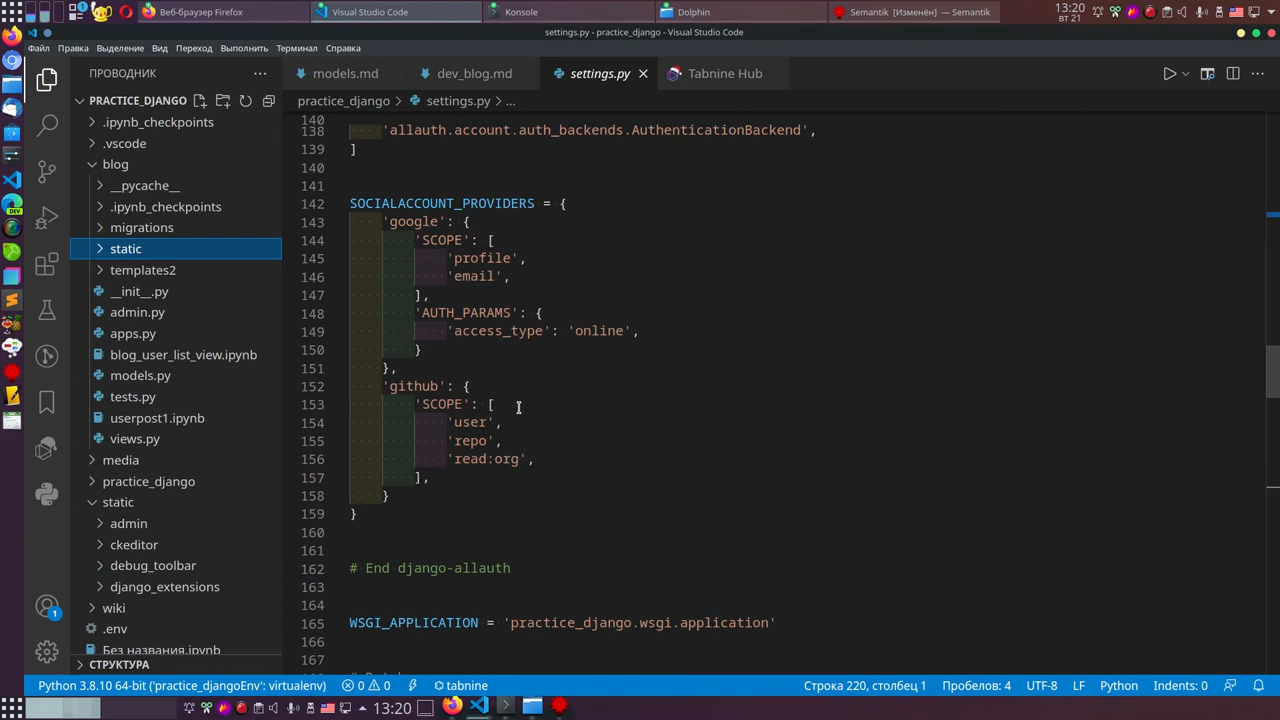 Веб-браузер Firefox
Visual Studio Code
Konsole
Dolphin
Semantik [Изменён] — Semantik
13:20
вт 21
settings.py - practice_django - Visual Studio Code
Файл Правка Выделение Вид Переход Выполнить Терминал Справка
ПРОВОДНИК
models.md
dev_blog.md
settings.py
Tabnine Hub
PRACTICE_DJANGO
practice_django > settings.py > ...
.ipynb_checkpoints
.vscode
blog
__pycache__
.ipynb_checkpoints
migrations
static
templates2
__init__.py
admin.py
apps.py
blog_user_list_view.ipynb
models.py
tests.py
userpost1.ipynb
views.py
media
practice_django
static
admin
ckeditor
debug_toolbar
django_extensions
wiki
.env
Без названия.ipynb
СТРУКТУРА
140
138 'allauth.account.auth_backends.AuthenticationBackend',
139 ]
140
141
142 SOCIALACCOUNT_PROVIDERS = {
143 'google': {
144 'SCOPE': [
145 'profile',
146 'email',
147 ],
148 'AUTH_PARAMS': {
149 'access_type': 'online',
150 }
151 },
152 'github': {
153 'SCOPE': [
154 'user',
155 'repo',
156 'read:org',
157 ],
158 }
159 }
160
161
162 # End django-allauth
163
164
165 WSGI_APPLICATION = 'practice_django.wsgi.application'
166
167
DEV
1
Python 3.8.10 64-bit ('practice_djangoEnv': virtualenv) 0 0 tabnine
Строка 220, столбец 1 Пробелов: 4 UTF-8 LF Python Indents: 0
13:20